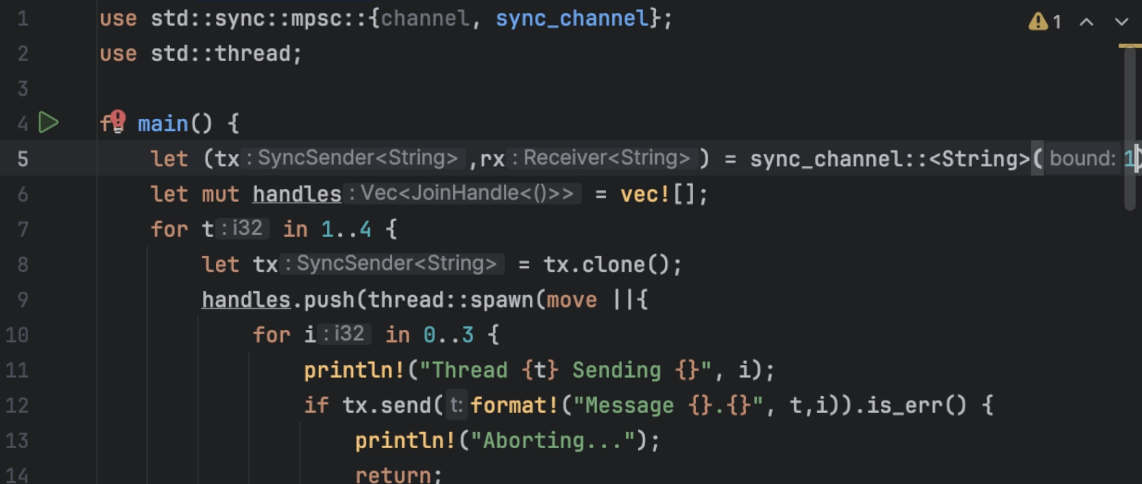 1 use std::sync::mpsc::{channel, sync_channel};
1
2 use std::thread;
3
4 main() {
5 let (tx : SyncSender<String> ,rx : Receiver<String> ) = sync_channel::<String>( bound: 1)
6 let mut handles : Vec<JoinHandle<()>> = vec![];
7 for t : i32 in 1..4 {
8 let tx : SyncSender<String> = tx.clone();
9 handles.push(thread::spawn(move ||{
10 for i : i32 in 0..3 {
11 println!("Thread {t} Sending {}", i);
12 if tx.send( t: format!("Message {}.{}", t,i)).is_err() {
13 println!("Aborting...");
14 return;